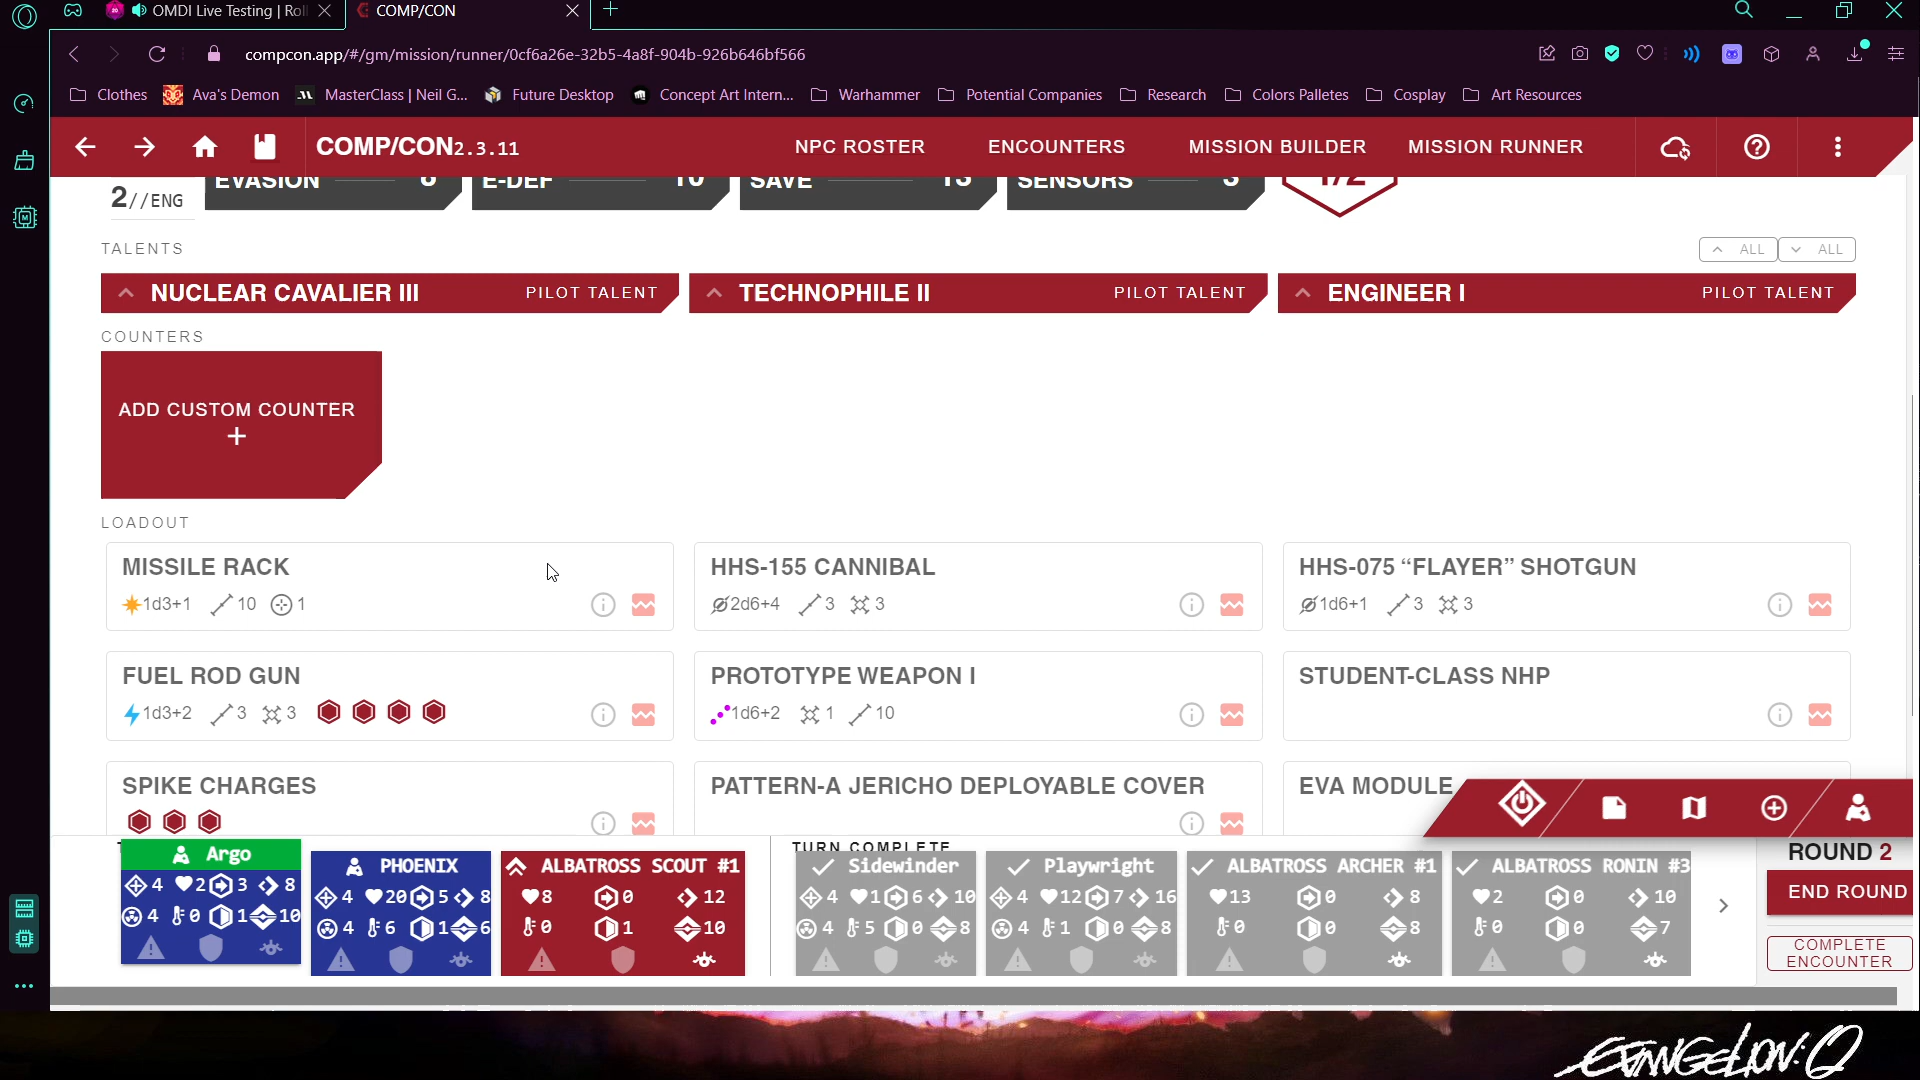 OMDI Live Testing | Rol
COMP/CON
compcon.app/#/gm/mission/runner/0cf6a26e-32b5-4a8f-904b-926b646bf566
Clothes
Ava's Demon
MasterClass | Neil G...
Future Desktop
Concept Art Intern...
Warhammer
Potential Companies
Research
Colors Palletes
Cosplay
Art Resources
COMP/CON 2.3.11
NPC ROSTER
ENCOUNTERS
MISSION BUILDER
MISSION RUNNER
2//ENG
EVASION 6
E-DEF 10
SAVE 13
SENSORS 3
1/2
TALENTS
ALL
ALL
NUCLEAR CAVALIER III PILOT TALENT
TECHNOPHILE II PILOT TALENT
ENGINEER I PILOT TALENT
COUNTERS
ADD CUSTOM COUNTER
+
LOADOUT
MISSILE RACK
1d3+1 10 1
HHS-155 CANNIBAL
2d6+4 3 3
HHS-075 “FLAYER” SHOTGUN
1d6+1 3 3
FUEL ROD GUN
1d3+2 3 3
PROTOTYPE WEAPON I
1d6+2 1 10
STUDENT-CLASS NHP
SPIKE CHARGES
PATTERN-A JERICHO DEPLOYABLE COVER
EVA MODULE
Argo
4 2 3 8
4 0 1 10
PHOENIX
4 20 5 8
4 6 1 6
ALBATROSS SCOUT #1
8 0 12
0 1 10
TURN COMPLETE
Sidewinder
4 1 6 10
4 5 0 8
Playwright
4 12 7 16
4 1 0 8
ALBATROSS ARCHER #1
13 0 8
0 0 8
ALBATROSS RONIN #3
2 0 10
0 0 7
ROUND 2
END ROUND
COMPLETE
ENCOUNTER
EVANGELION:Q